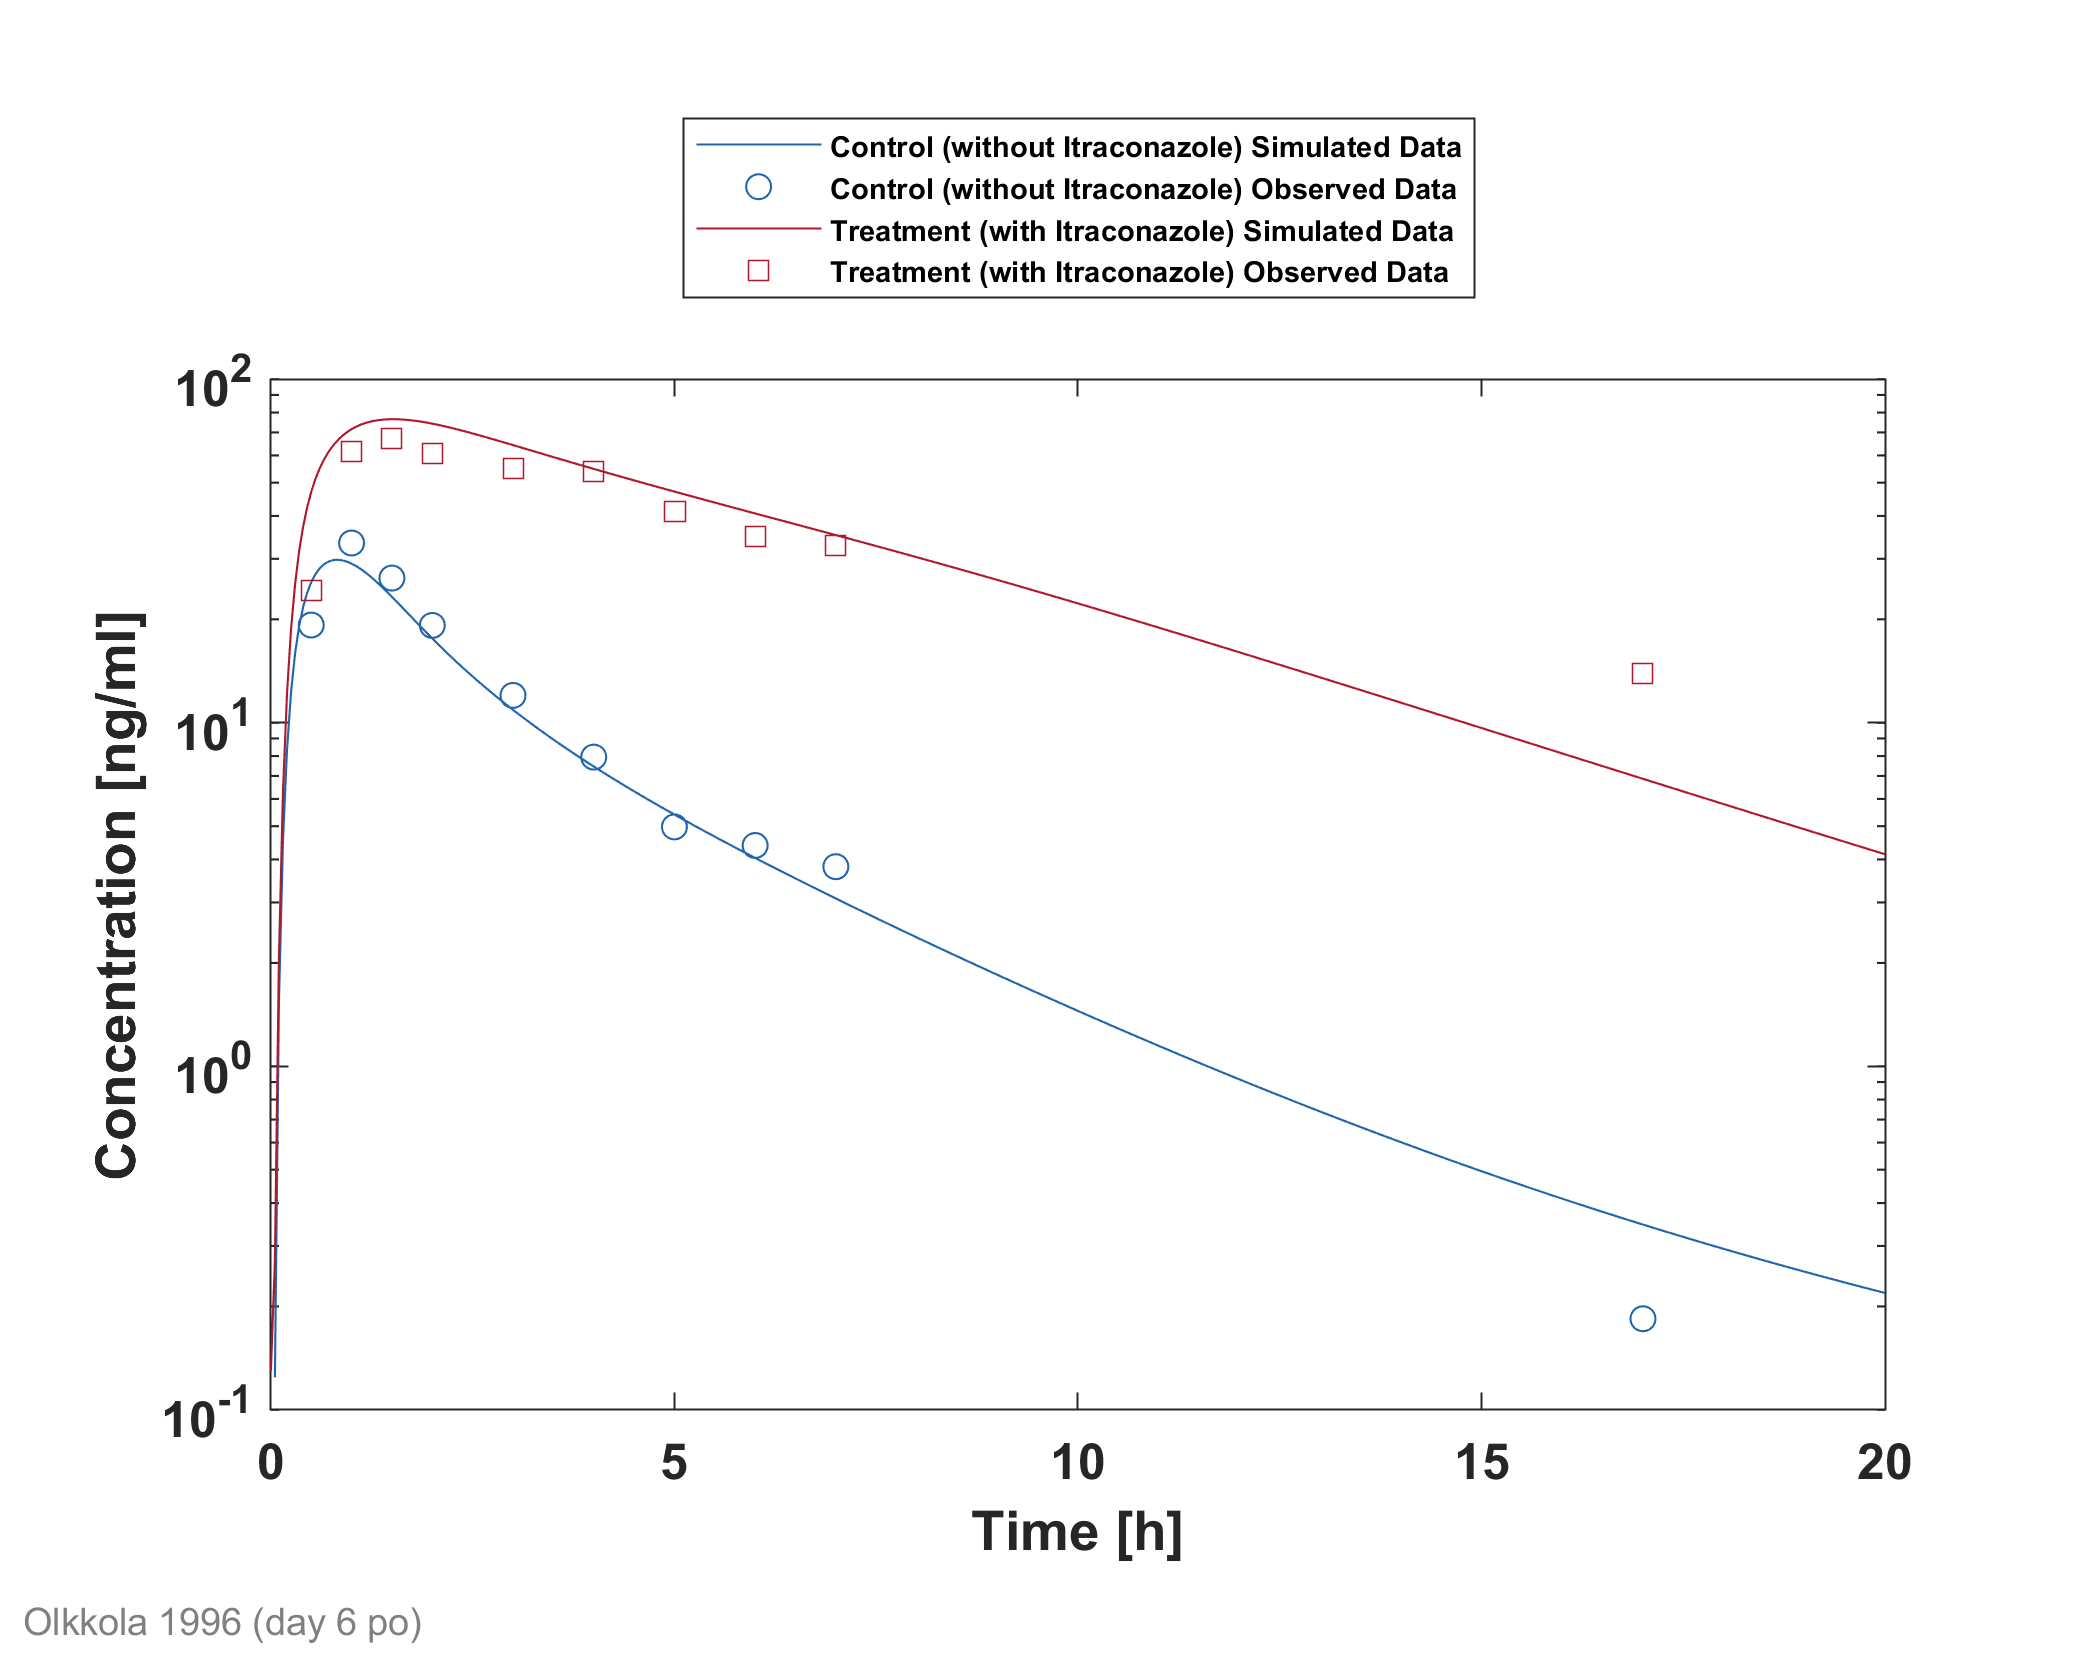 Control (without Itraconazole) Simulated Data
Control (without Itraconazole) Observed Data
Treatment (with Itraconazole) Simulated Data
Treatment (with Itraconazole) Observed Data
10^2
10^1
10^0
10^-1
Concentration [ng/ml]
0 5 10 15 20
Time [h]
Olkkola 1996 (day 6 po)